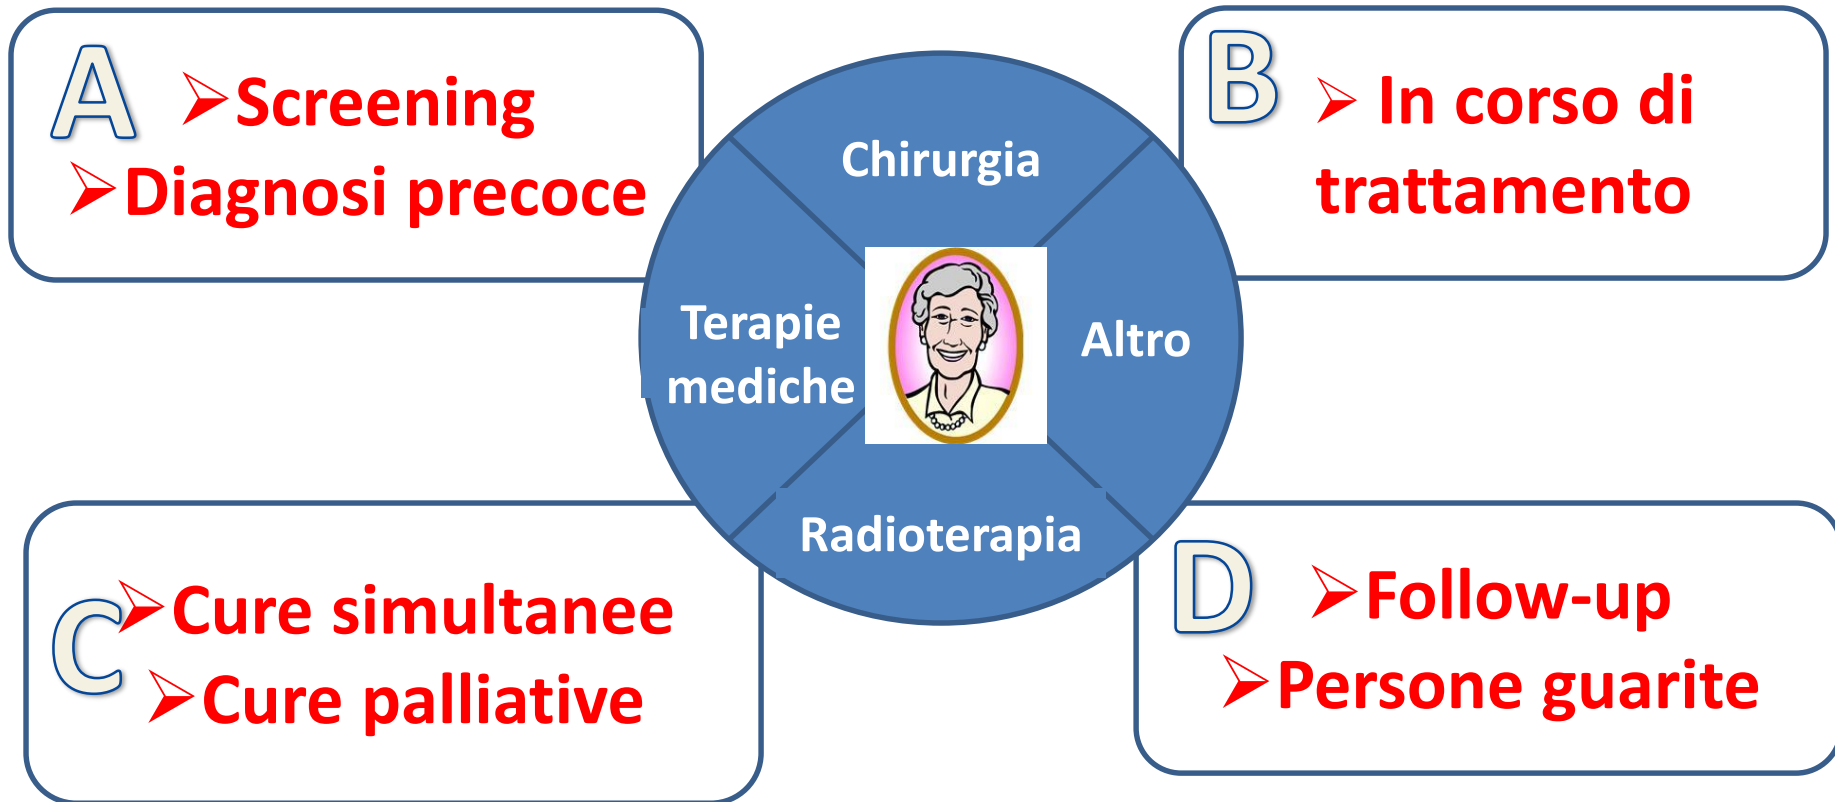 A
➢Screening
➢Diagnosi precoce
B
➢ In corso di
trattamento
Chirurgia
Terapie
mediche
Altro
Radioterapia
C
➢Cure simultanee
➢Cure palliative
D
➢Follow-up
➢Persone guarite